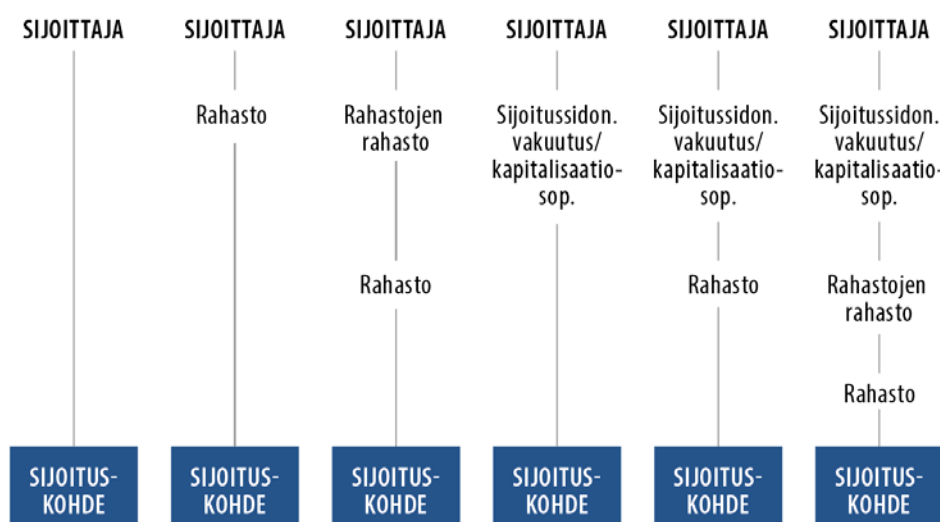 SIJOITTAJA SIJOITTAJA SIJOITTAJA SIJOITTAJA SIJOITTAJA SIJOITTAJA
Rahasto
Rahastojen
rahasto
Rahasto
Sijoitussidon.
vakuutus/
kapitalisaatio-
sop.
Sijoitussidon.
vakuutus/
kapitalisaatio-
sop.
Rahasto
Sijoitussidon.
vakuutus/
kapitalisaatio-
sop.
Rahastojen
rahasto
Rahasto
SIJOITUS-
KOHDE
SIJOITUS-
KOHDE
SIJOITUS-
KOHDE
SIJOITUS-
KOHDE
SIJOITUS-
KOHDE
SIJOITUS-
KOHDE